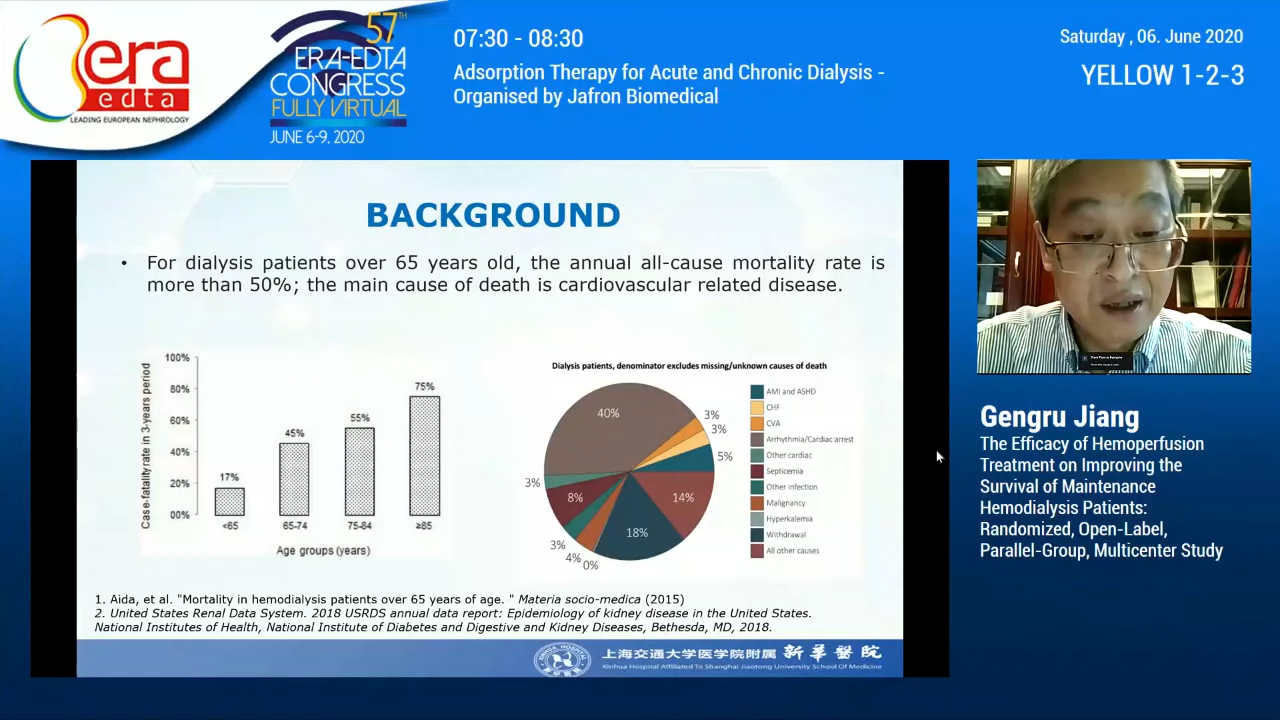 era
edta
LEADING EUROPEAN NEPHROLOGY
57TH
ERA-EDTA
CONGRESS
FULLY VIRTUAL
JUNE 6-9, 2020
07:30 - 08:30
Adsorption Therapy for Acute and Chronic Dialysis -
Organised by Jafron Biomedical
Saturday , 06. June 2020
YELLOW 1-2-3
BACKGROUND
• For dialysis patients over 65 years old, the annual all-cause mortality rate is
more than 50%; the main cause of death is cardiovascular related disease.
Case-fatality rate in 3-years period
100%
80%
60%
40%
20%
00%
17%
45%
55%
75%
<65
65-74
75-84
≥85
Age groups (years)
Dialysis patients, denominator excludes missing/unknown causes of death
40%
3%
3%
5%
14%
18%
0%
4%
3%
8%
3%
AMI and ASHD
CHF
CVA
Arrhythmia/Cardiac arrest
Other cardiac
Septicemia
Other infection
Malignancy
Hyperkalemia
Withdrawal
All other causes
1. Aida, et al. "Mortality in hemodialysis patients over 65 years of age. " Materia socio-medica (2015)
2. United States Renal Data System. 2018 USRDS annual data report: Epidemiology of kidney disease in the United States.
National Institutes of Health, National Institute of Diabetes and Digestive and Kidney Diseases, Bethesda, MD, 2018.
上海交通大学医学院附属 新华醫院
Xinhua Hospital Affiliated To Shanghai Jiaotong University School Of Medicine
Gengru Jiang
The Efficacy of Hemoperfusion
Treatment on Improving the
Survival of Maintenance
Hemodialysis Patients:
Randomized, Open-Label,
Parallel-Group, Multicenter Study